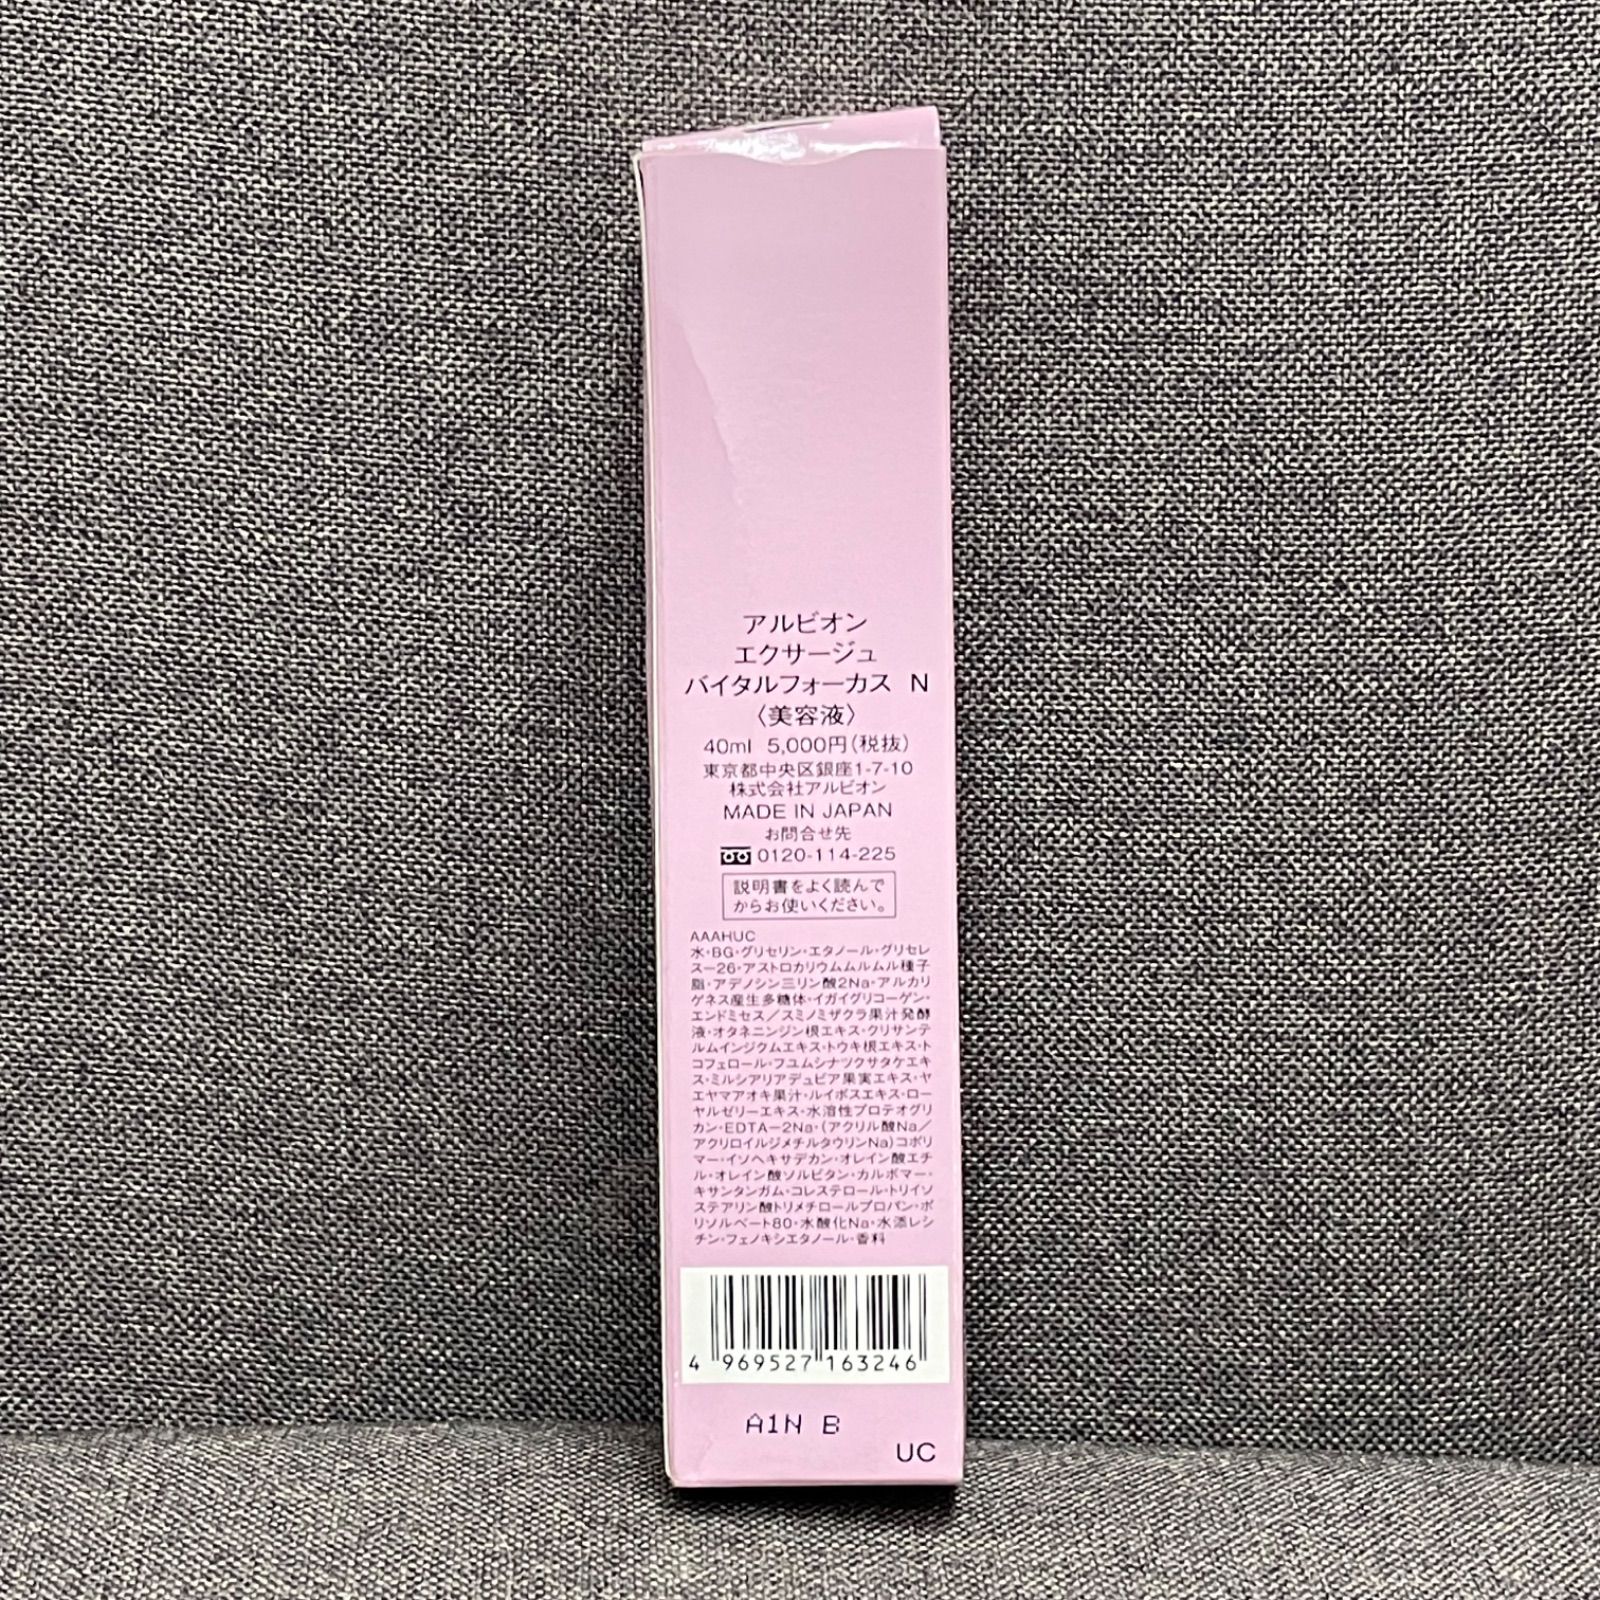 アルビオン
エクサージュ
バイタルフォーカス N
〈美容液〉
40ml 5,000円(税抜)
東京都中央区銀座1-7-10
株式会社アルビオン
MADE IN JAPAN
お問合せ先
0120-114-225
説明書をよく読んで
からお使いください。
AAAHUC
水・BG・グリセリン・エタノール・グリセレ
ス－26・アストロカリウムムルムル種子
脂・アデノシン三リン酸2Na・アルカリ
ゲネス産生多糖体・イガイグリコーゲン・
エンドミセス／スミノミザクラ果汁発酵
液・オタネニンジン根エキス・クリサンテ
ルムインジクムエキス・トウキ根エキス・ト
コフェロール・フユムシナツクサタケエキ
ス・ミルシアリアデュビア果実エキス・ヤ
エヤマアオキ果汁・ルイボスエキス・ロー
ヤルゼリーエキス・水溶性プロテオグリ
カン・EDTA－2Na・(アクリル酸Na／
アクリロイルジメチルタウリンNa)コポリ
マー・イソヘキサデカン・オレイン酸エチ
ル・オレイン酸ソルビタン・カルボマー・
キサンタンガム・コレステロール・トリイソ
ステアリン酸トリメチロールプロパン・ポ
リソルベート80・水酸化Na・水添レシ
チン・フェノキシエタノール・香料
4 969527 163246
A1N B
UC